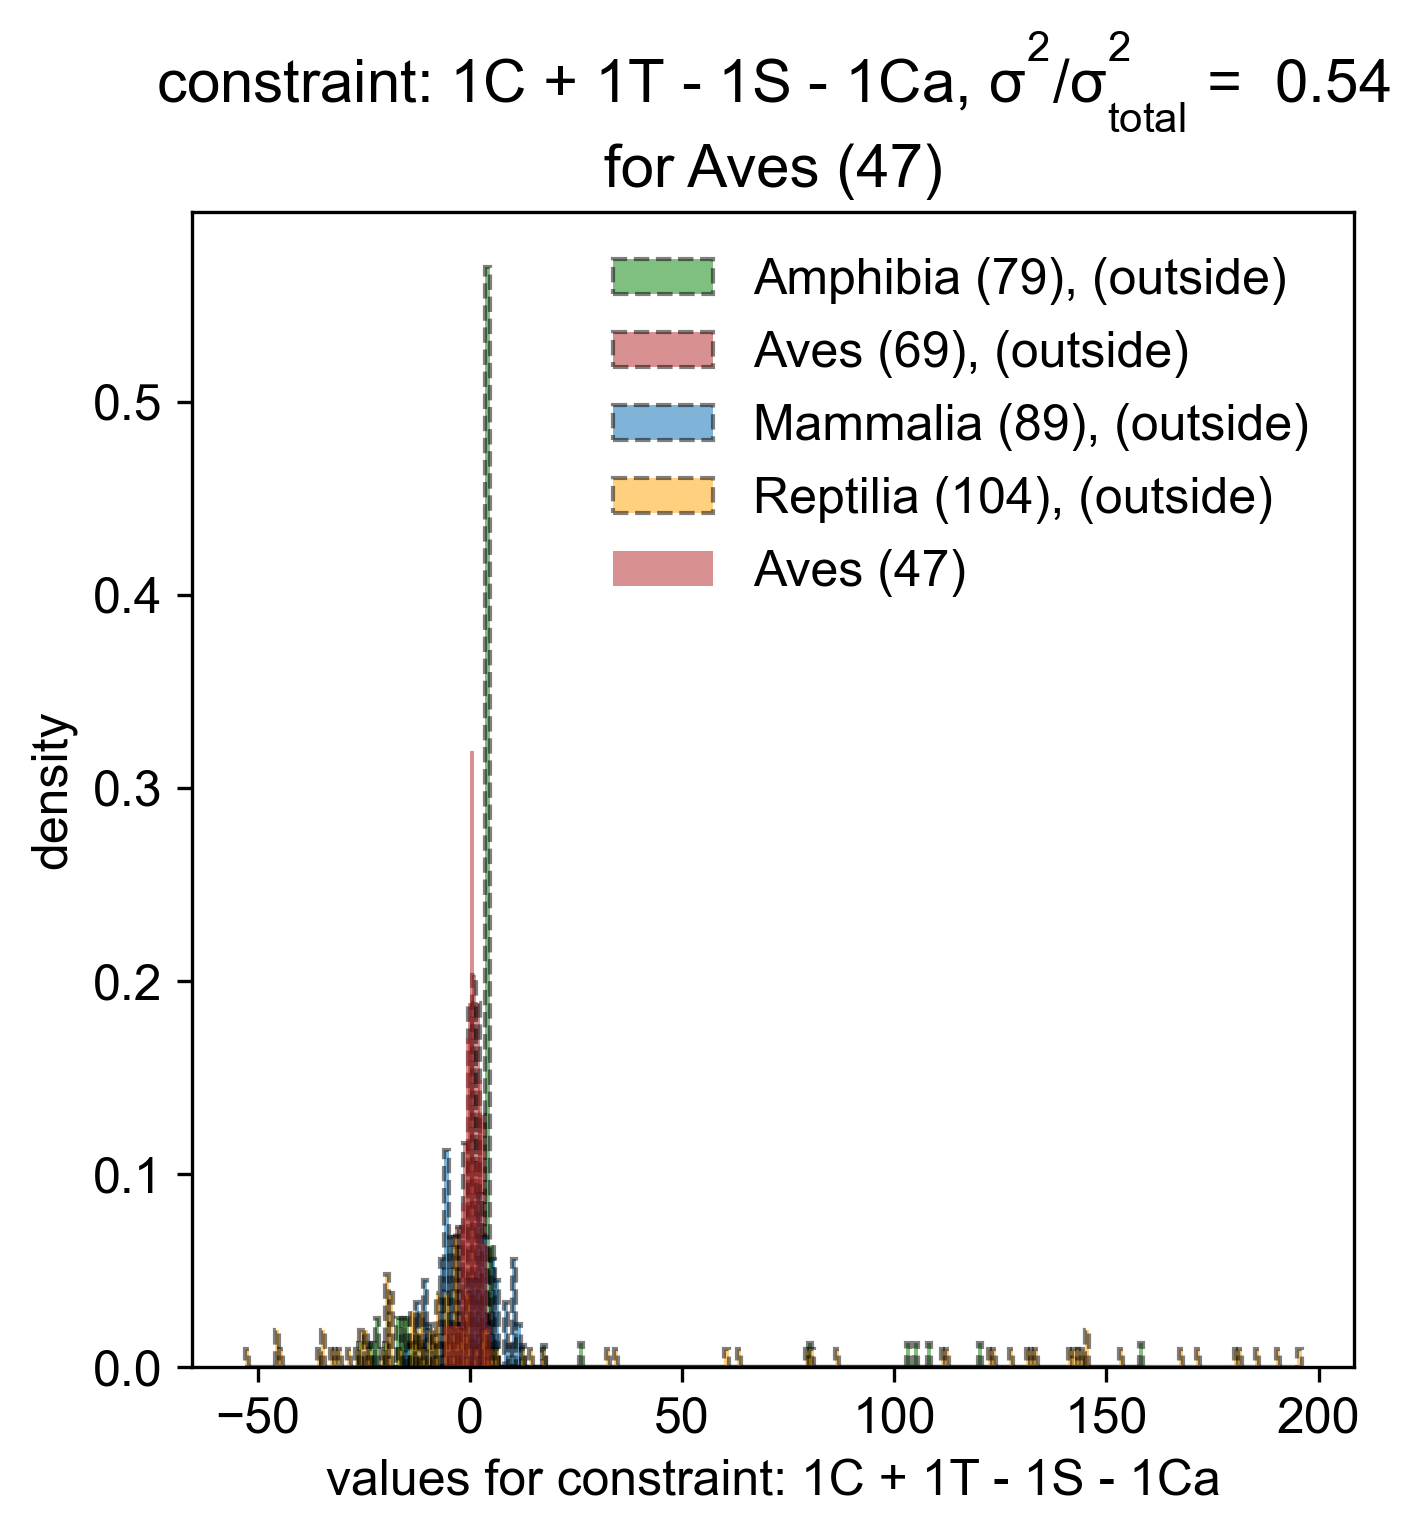 constraint: 1C + 1T - 1S - 1Ca, σ²/σ²total = 0.54
for Aves (47)
Amphibia (79), (outside)
Aves (69), (outside)
Mammalia (89), (outside)
Reptilia (104), (outside)
Aves (47)
density
0.5
0.4
0.3
0.2
0.1
0.0
−50 0 50 100 150 200
values for constraint: 1C + 1T - 1S - 1Ca